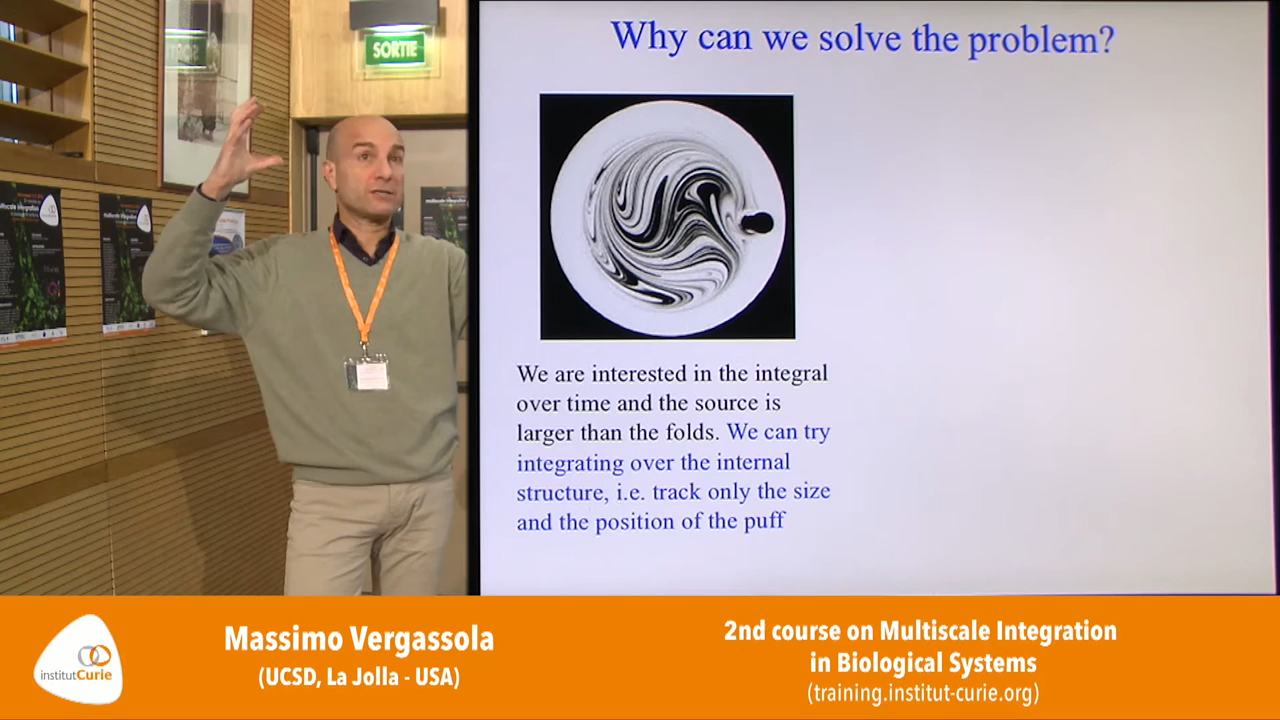 SORTIE
Why can we solve the problem?
multiscale integration
We are interested in the integral
over time and the source is
larger than the folds. We can try
integrating over the internal
structure, i.e. track only the size
and the position of the puff
institutCurie
Massimo Vergassola
(UCSD, La Jolla - USA)
2nd course on Multiscale Integration
in Biological Systems
(training.institut-curie.org)